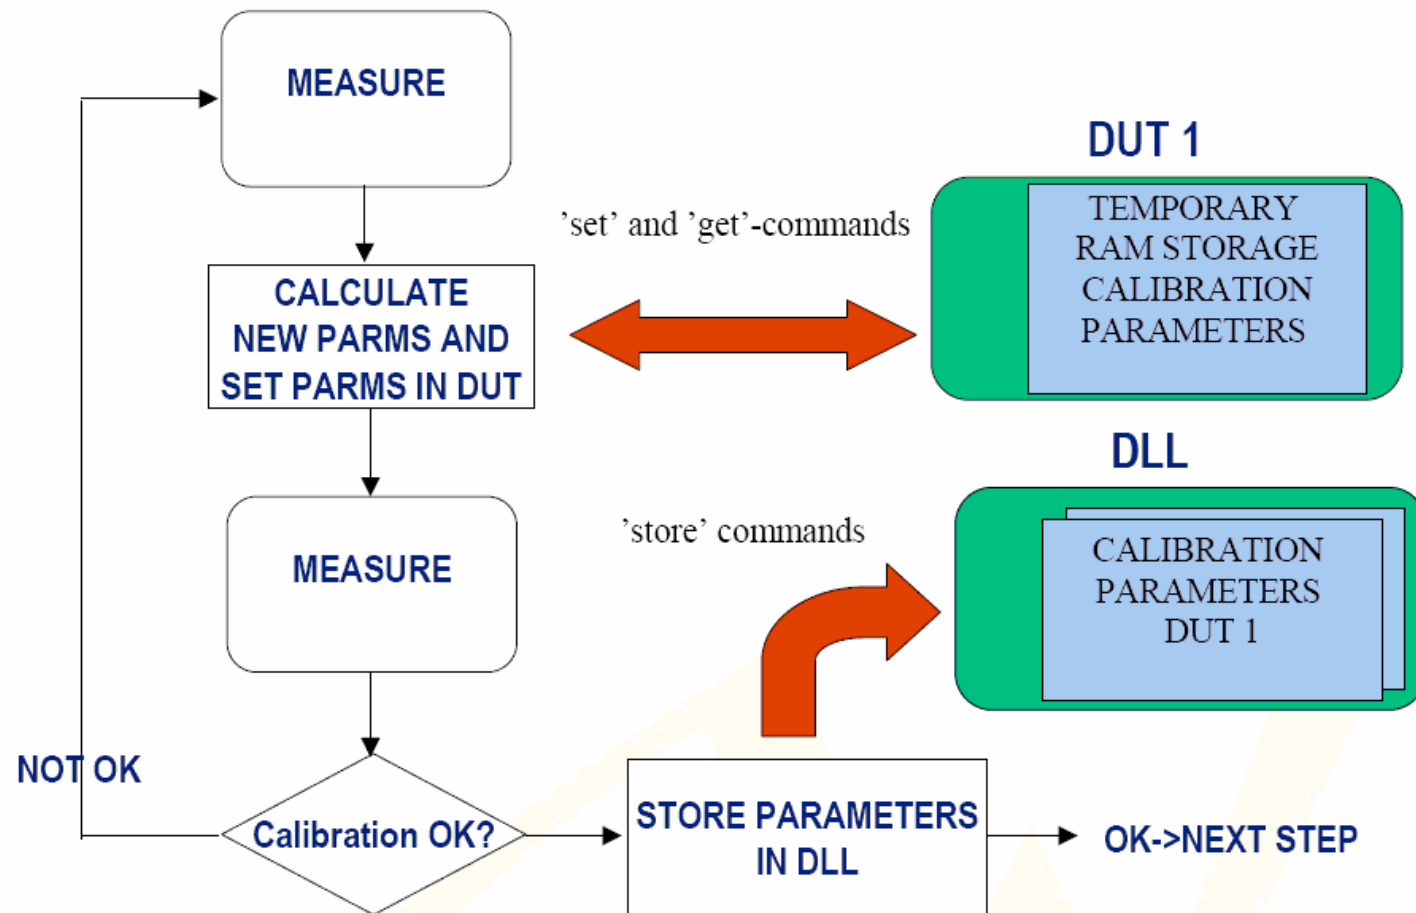 MEASURE
DUT 1
’set’ and ’get’-commands
TEMPORARY
RAM STORAGE
CALIBRATION
PARAMETERS
CALCULATE
NEW PARMS AND
SET PARMS IN DUT
DLL
’store’ commands
CALIBRATION
PARAMETERS
DUT 1
MEASURE
NOT OK
Calibration OK?
STORE PARAMETERS
IN DLL
OK->NEXT STEP